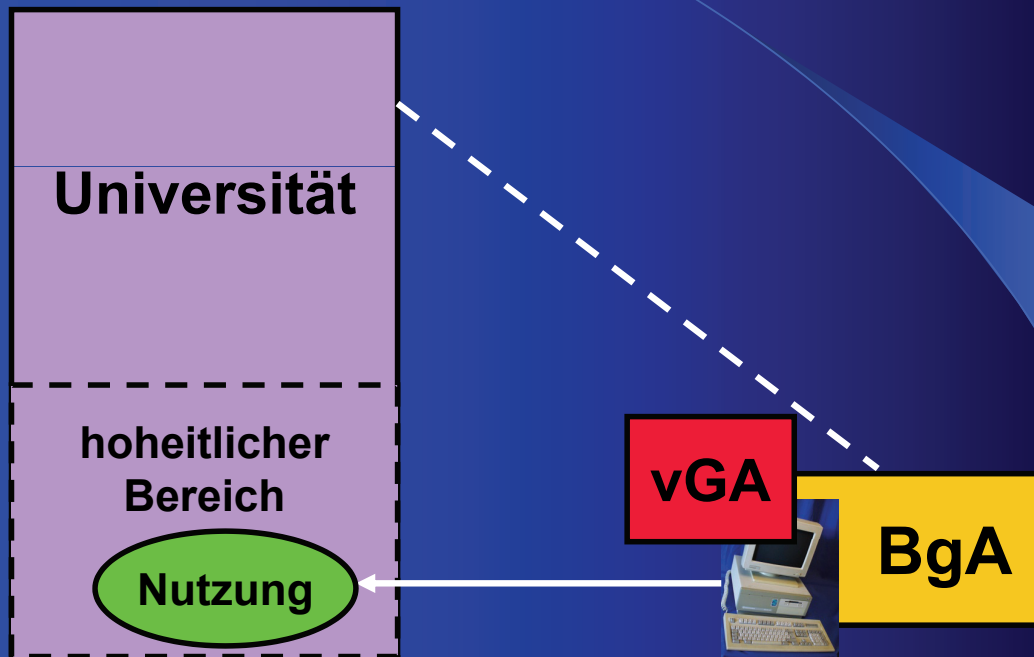 Universität
hoheitlicher
Bereich
Nutzung
vGA
BgA